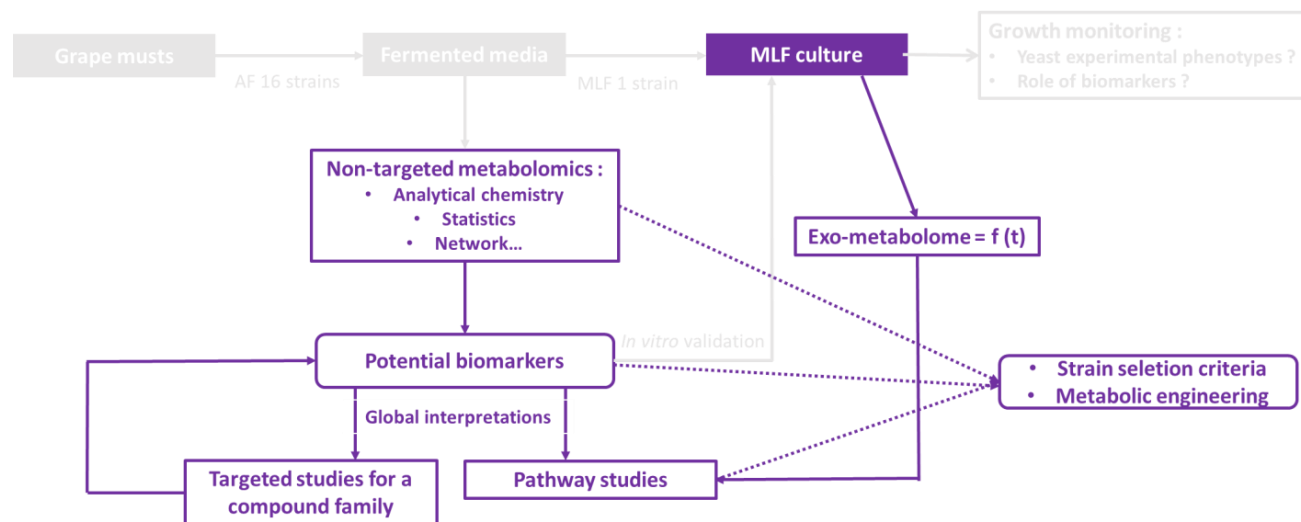 Grape musts
AF 16 strains
Fermented media
MLF 1 strain
MLF culture
Growth monitoring :
• Yeast experimental phenotypes ?
• Role of biomarkers ?
Non-targeted metabolomics :
• Analytical chemistry
• Statistics
• Network…
Exo-metabolome = f (t)
In vitro validation
Potential biomarkers
• Strain seletion criteria
• Metabolic engineering
Global interpretations
Targeted studies for a
compound family
Pathway studies